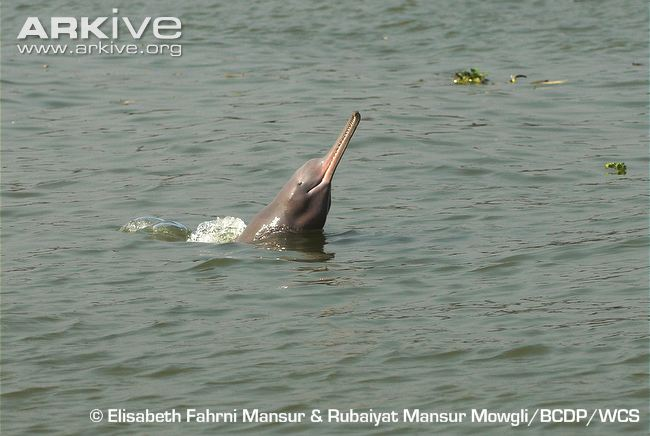 ARKive
www.arkive.org
© Elisabeth Fahrni Mansur & Rubaiyat Mansur Mowgli/BCDP/WCS